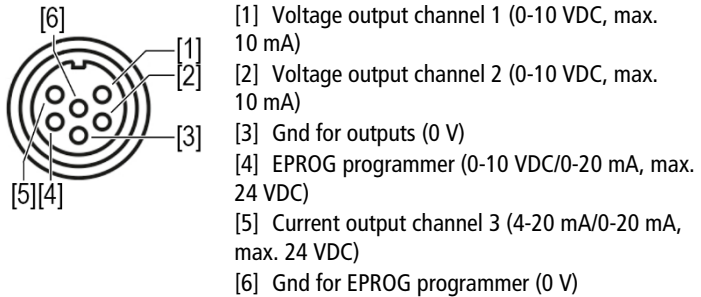 [6]
[1]
[2]
[3]
[5][4]
[1] Voltage output channel 1 (0-10 VDC, max.
10 mA)
[2] Voltage output channel 2 (0-10 VDC, max.
10 mA)
[3] Gnd for outputs (0 V)
[4] EPROG programmer (0-10 VDC/0-20 mA, max.
24 VDC)
[5] Current output channel 3 (4-20 mA/0-20 mA,
max. 24 VDC)
[6] Gnd for EPROG programmer (0 V)